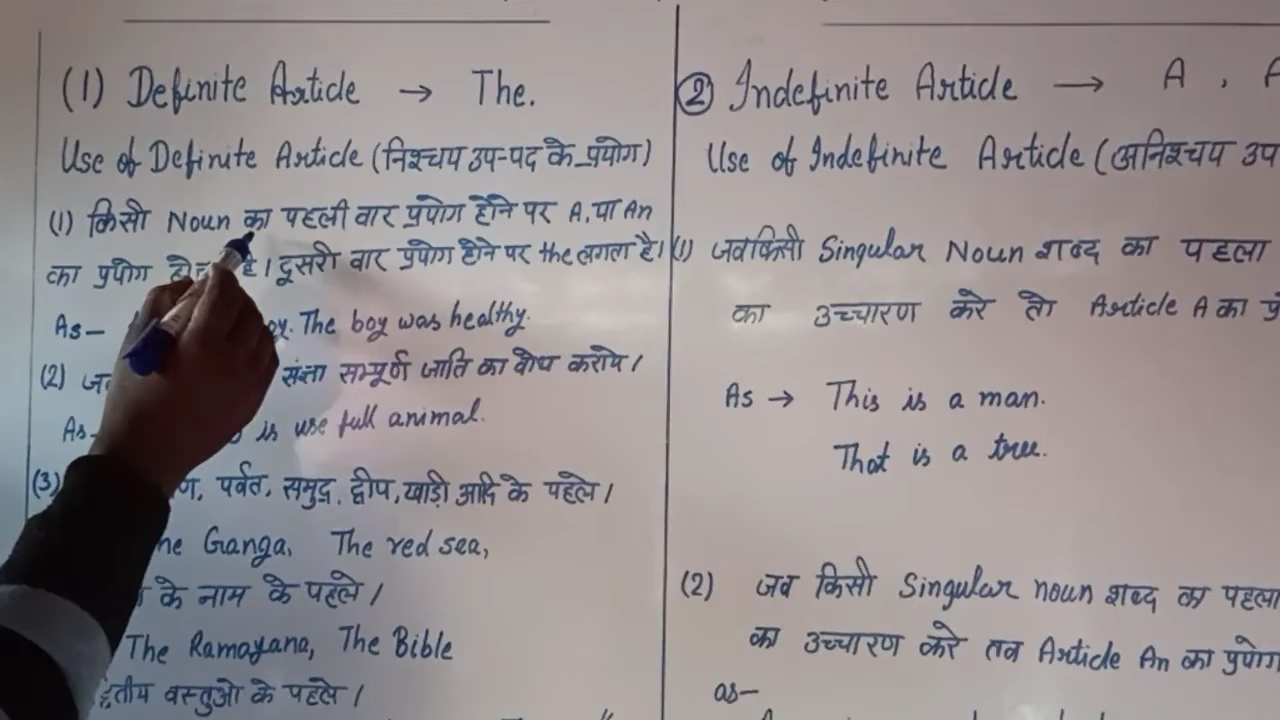 (1) Definite Article → The.
Use of Definite Article (निश्चय उप-पद के प्रयोग)
(1) किसी Noun का पहली बार प्रयोग होने पर A, या An
का प्रयोग है। दूसरी बार प्रयोग होने पर the लगता है।
As — The boy was healthy.
(2) संज्ञा सम्पूर्ण जाति का बोध कराये।
As- is use full animal.
(3) पर्वत, समुद्र, द्वीप, खाड़ी आदि के पहले।
Ganga, The red sea,
के नाम के पहले।
The Ramayana, The Bible
वस्तुओ के पहले।
② Indefinite Article → A ,
Use of Indefinite Article (अनिश्चय उप
(1) जब किसी Singular Noun शब्द का पहला
का उच्चारण करे तो Article A का
As → This is a man.
That is a tree.
(2) जब किसी Singular noun शब्द का पहला
का उच्चारण करे तब Article An का प्रयोग
as—